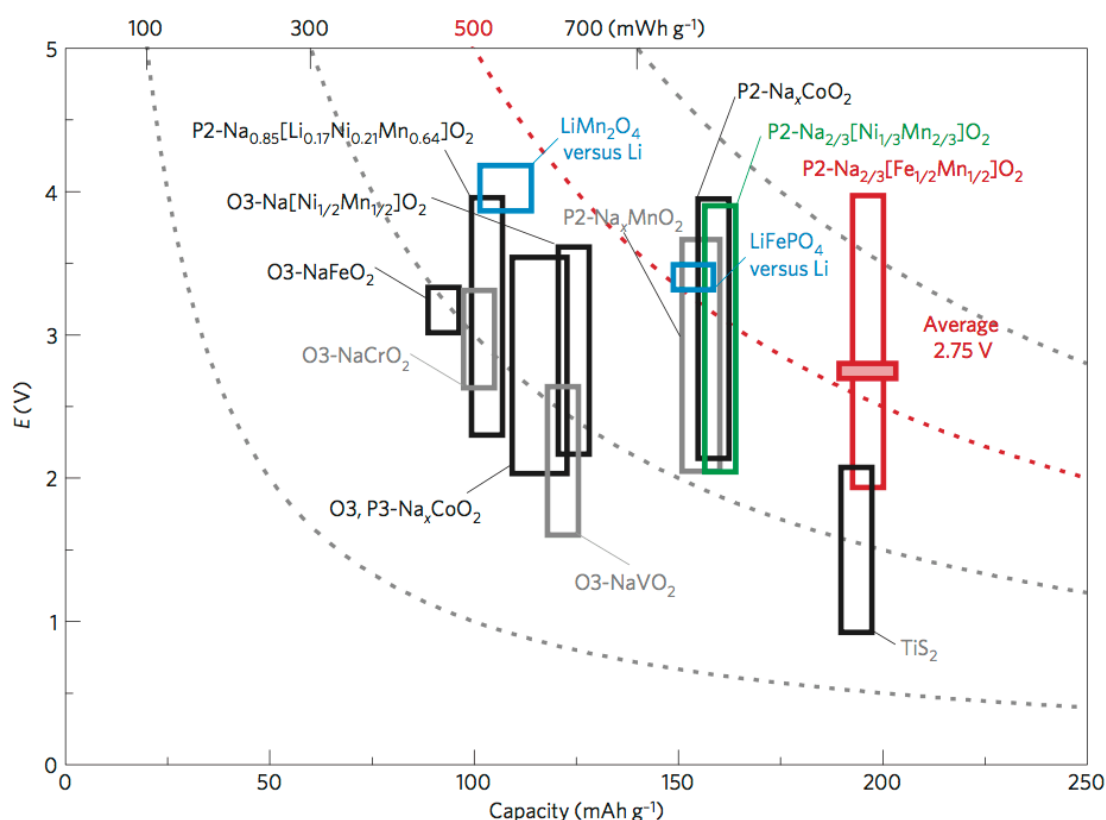 100 300 500 700 (mWh g⁻¹)
5
P2-NaₓCoO₂
P2-Na₀.₈₅[Li₀.₁₇Ni₀.₂₁Mn₀.₆₄]O₂
LiMn₂O₄
versus Li
P2-Na₂/₃[Ni₁/₃Mn₂/₃]O₂
P2-Na₂/₃[Fe₁/₂Mn₁/₂]O₂
4
O3-Na[Ni₁/₂Mn₁/₂]O₂
P2-NaₓMnO₂
LiFePO₄
versus Li
O3-NaFeO₂
Average
2.75 V
3
O3-NaCrO₂
E (V)
2
O3, P3-NaₓCoO₂
O3-NaVO₂
1
TiS₂
0
0 50 100 150 200 250
Capacity (mAh g⁻¹)